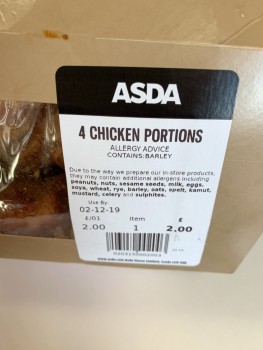 ASDA
4 CHICKEN PORTIONS
ALLERGY ADVICE
CONTAINS:BARLEY
Due to the way we prepare our in-store products,
they may contain additional allergens including
peanuts, nuts, sesame seeds, milk, eggs,
soya, wheat, rye, barley, oats, spelt, kamut,
mustard, celery and sulphites.
Use By
02-12-19
£/01 Item £
2.00 1 2.00